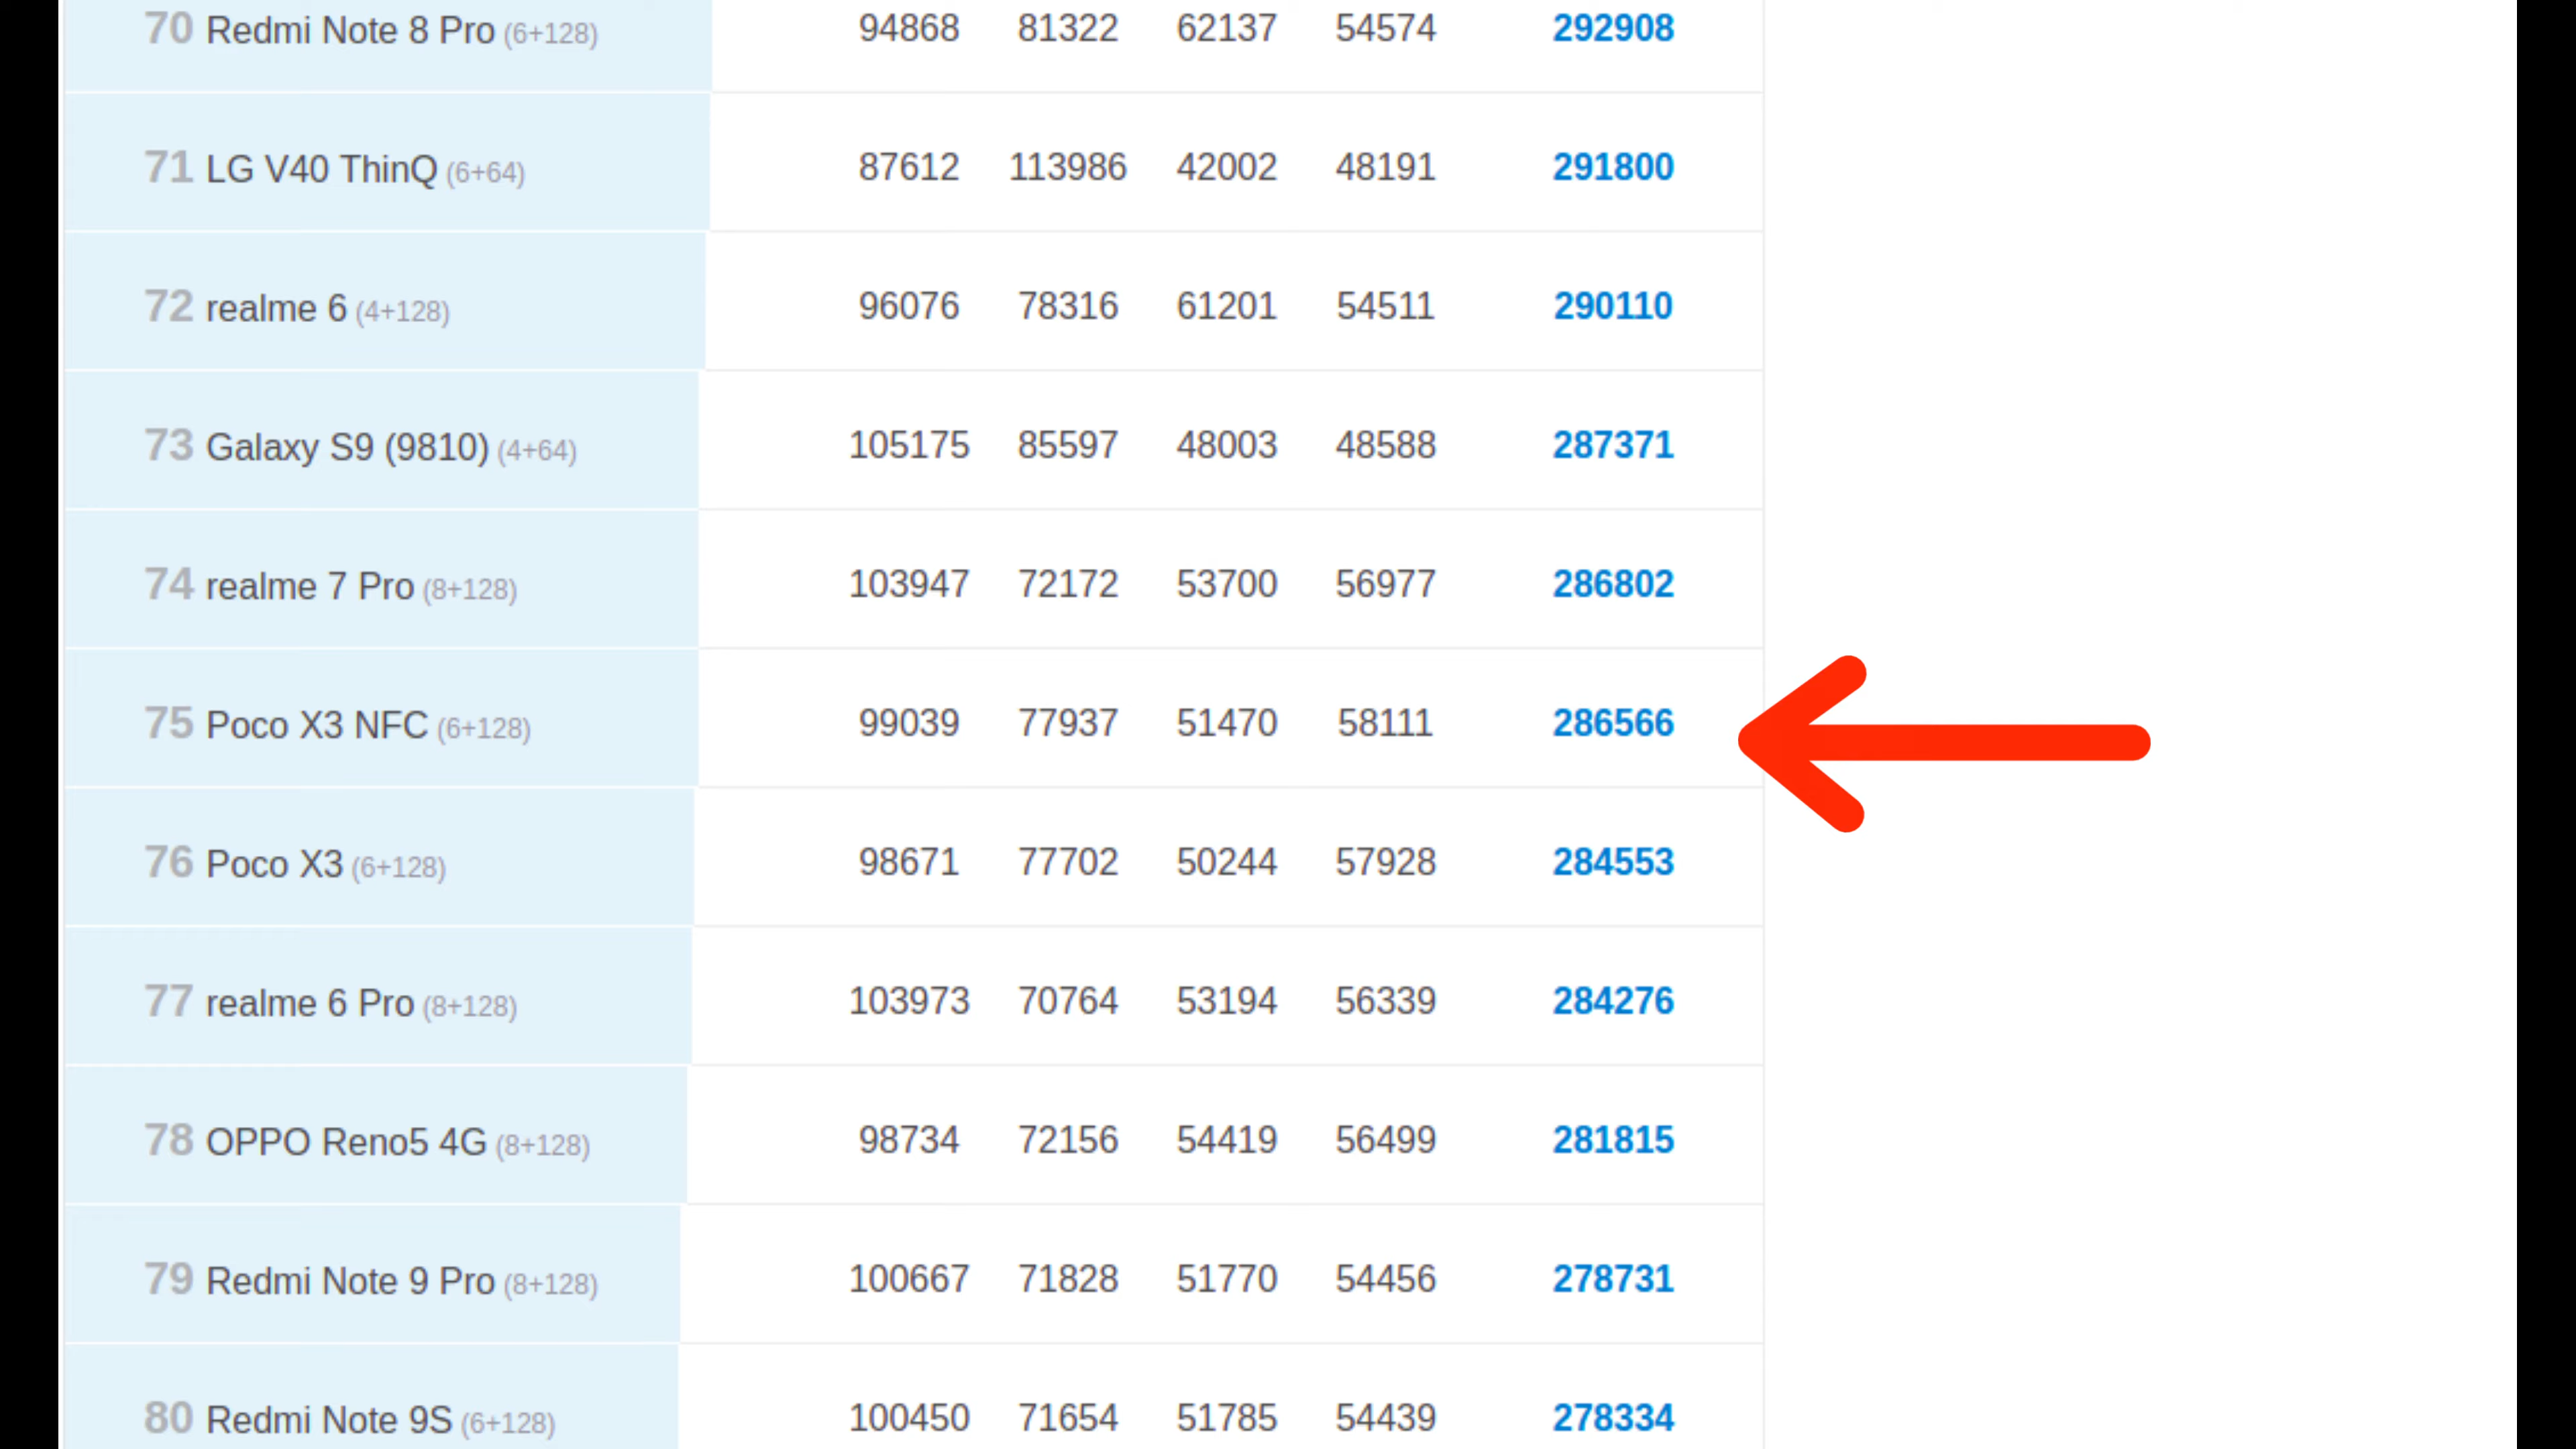 70 Redmi Note 8 Pro (6+128) 94868 81322 62137 54574 292908
71 LG V40 ThinQ (6+64) 87612 113986 42002 48191 291800
72 realme 6 (4+128) 96076 78316 61201 54511 290110
73 Galaxy S9 (9810) (4+64) 105175 85597 48003 48588 287371
74 realme 7 Pro (8+128) 103947 72172 53700 56977 286802
75 Poco X3 NFC (6+128) 99039 77937 51470 58111 286566
76 Poco X3 (6+128) 98671 77702 50244 57928 284553
77 realme 6 Pro (8+128) 103973 70764 53194 56339 284276
78 OPPO Reno5 4G (8+128) 98734 72156 54419 56499 281815
79 Redmi Note 9 Pro (8+128) 100667 71828 51770 54456 278731
80 Redmi Note 9S (6+128) 100450 71654 51785 54439 278334